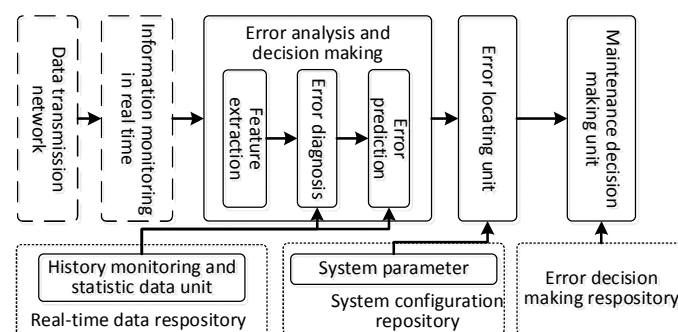 Data transmission
network
Information monitoring
in real time
Error analysis and
decision making
Feature
extraction
Error diagnosis
Error
prediction
Error locating unit
Maintenance decision
making unit
History monitoring and
statistic data unit
Real-time data respository
System parameter
System configuration
repository
Error decision
making respository